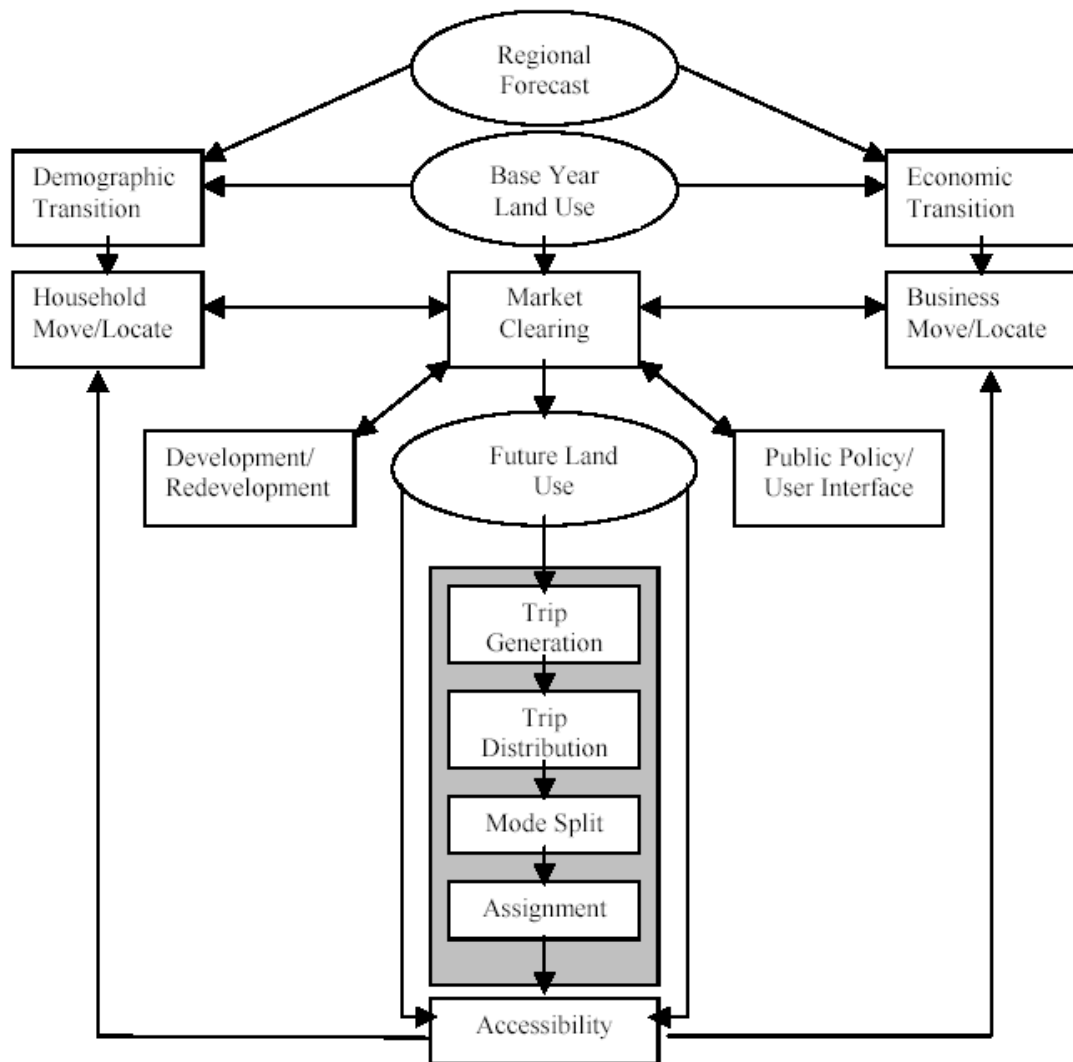 Regional
Forecast
Demographic
Transition
Base Year
Land Use
Economic
Transition
Household
Move/Locate
Market
Clearing
Business
Move/Locate
Development/
Redevelopment
Future Land
Use
Public Policy/
User Interface
Trip
Generation
Trip
Distribution
Mode Split
Assignment
Accessibility